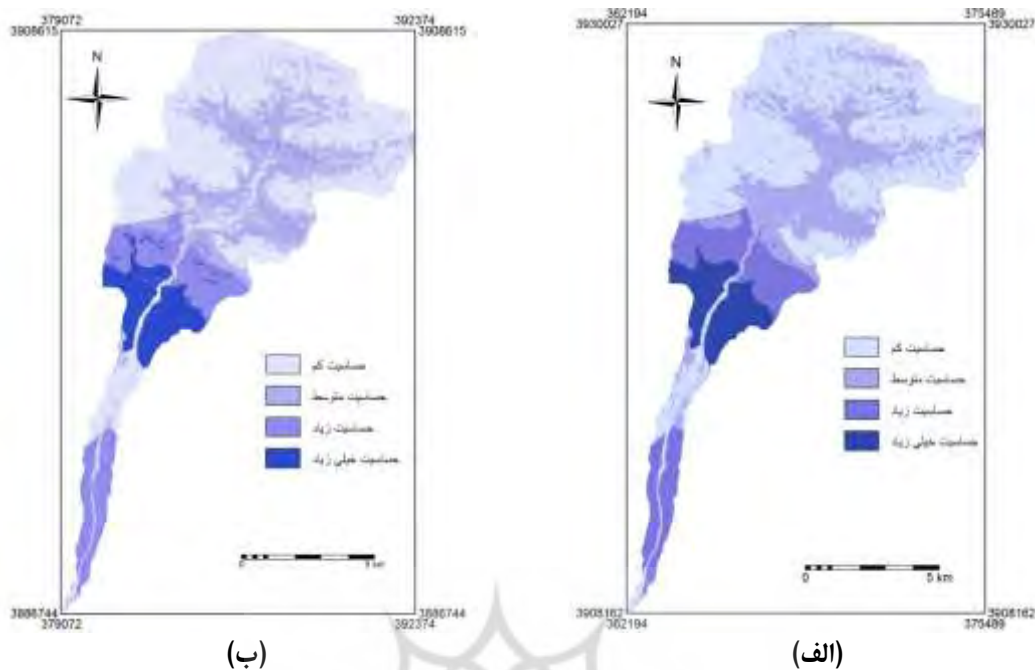 362194
375489
3930027
3930027
N
حساسیت کم
حساسیت متوسط
حساسیت زیاد
حساسیت خیلی زیاد
0 5 km
3908162
3908162
362194
375489
(الف)
379072
392374
3908615
3908615
N
حساسیت کم
حساسیت متوسط
حساسیت زیاد
حساسیت خیلی زیاد
3886744
3886744
379072
392374
(ب)